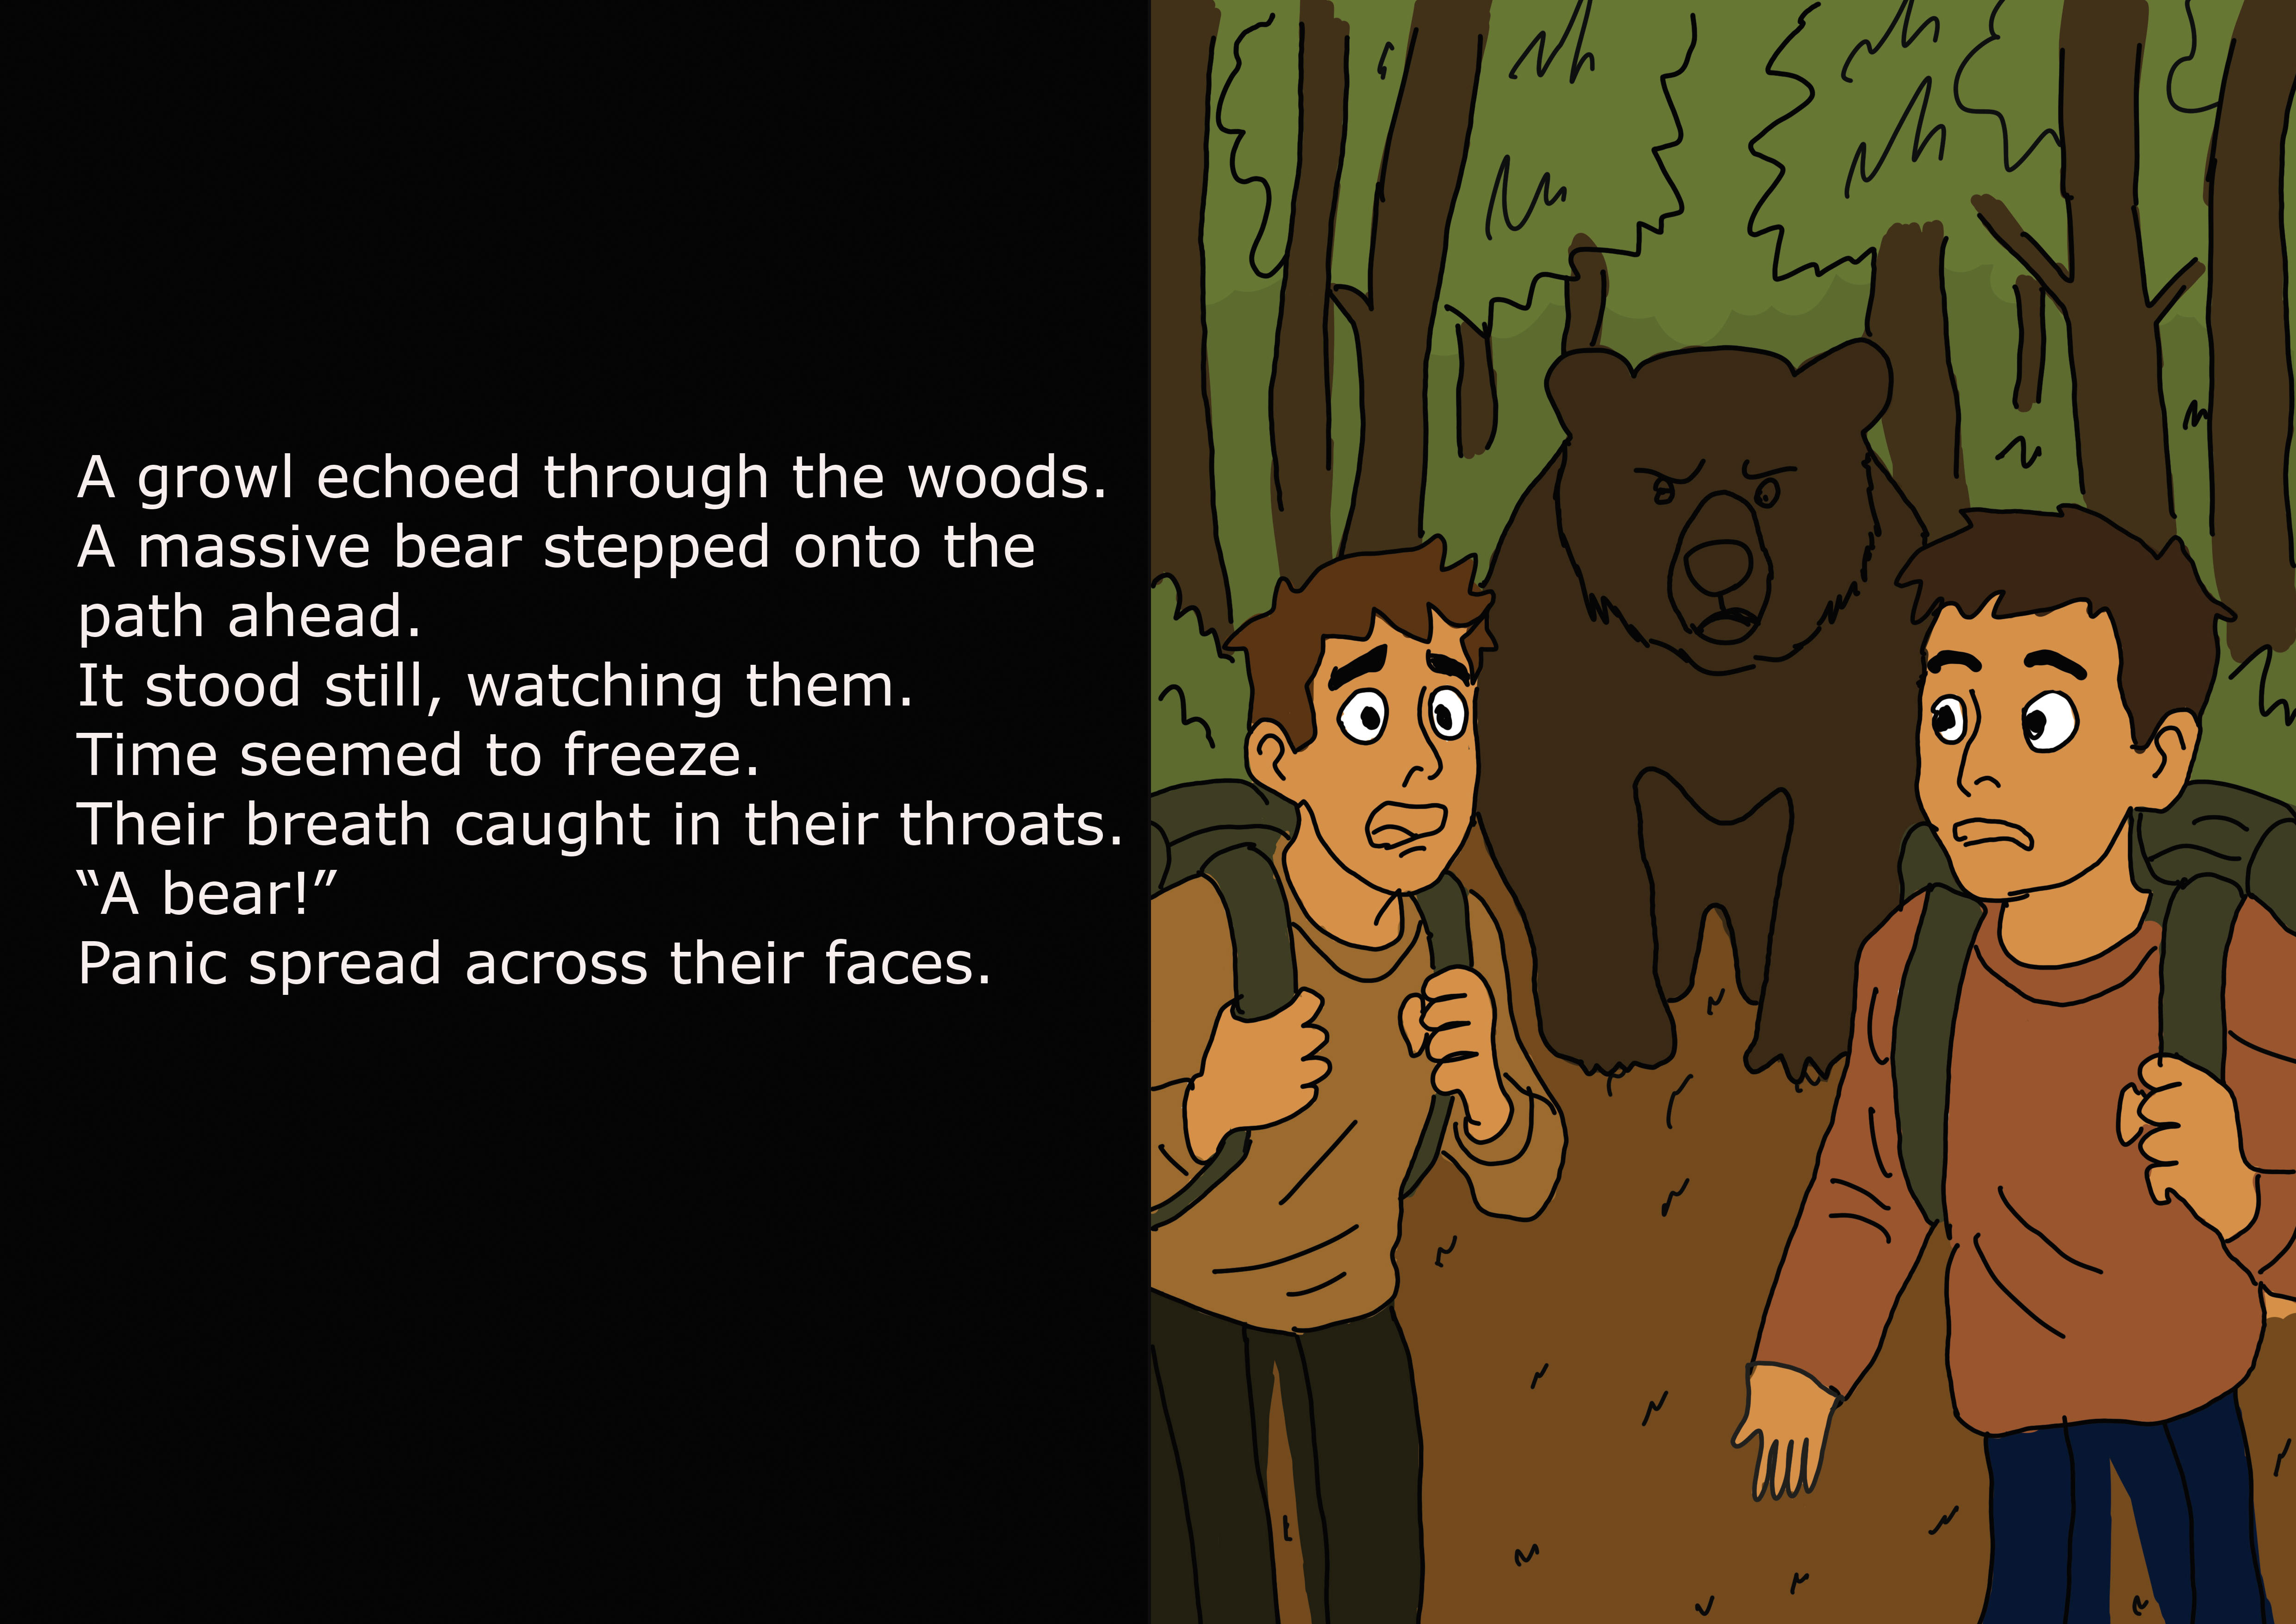 A growl echoed through the woods.
A massive bear stepped onto the
path ahead.
It stood still, watching them.
Time seemed to freeze.
Their breath caught in their throats.
“A bear!”
Panic spread across their faces.